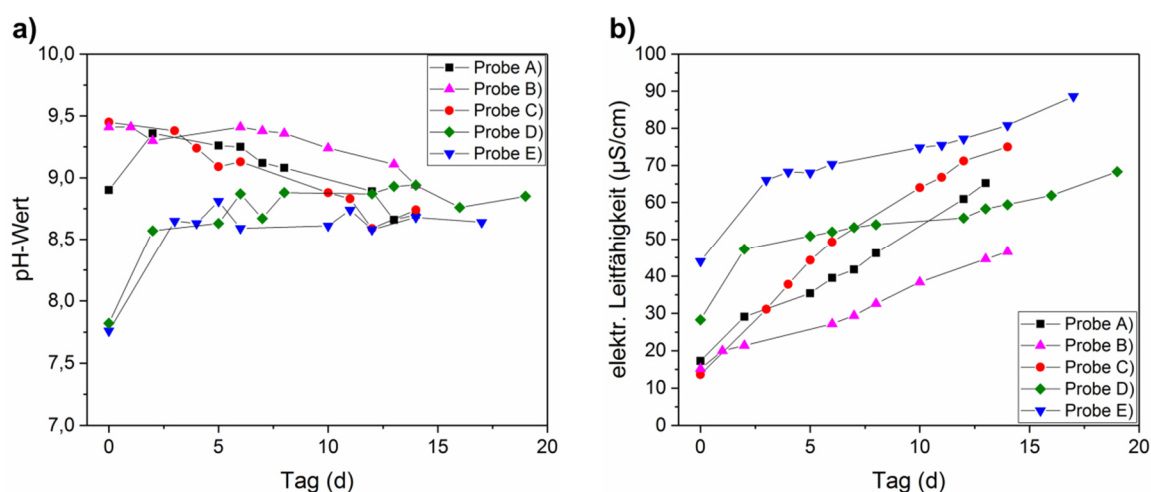 a)
10,0
9,5
9,0
8,5
8,0
7,5
7,0
pH-Wert
0
5
10
15
20
Tag (d)
Probe A)
Probe B)
Probe C)
Probe D)
Probe E)
b)
100
90
80
70
60
50
40
30
20
10
0
elektr. Leitfähigkeit (µS/cm)
0
5
10
15
20
Tag (d)
Probe A)
Probe B)
Probe C)
Probe D)
Probe E)